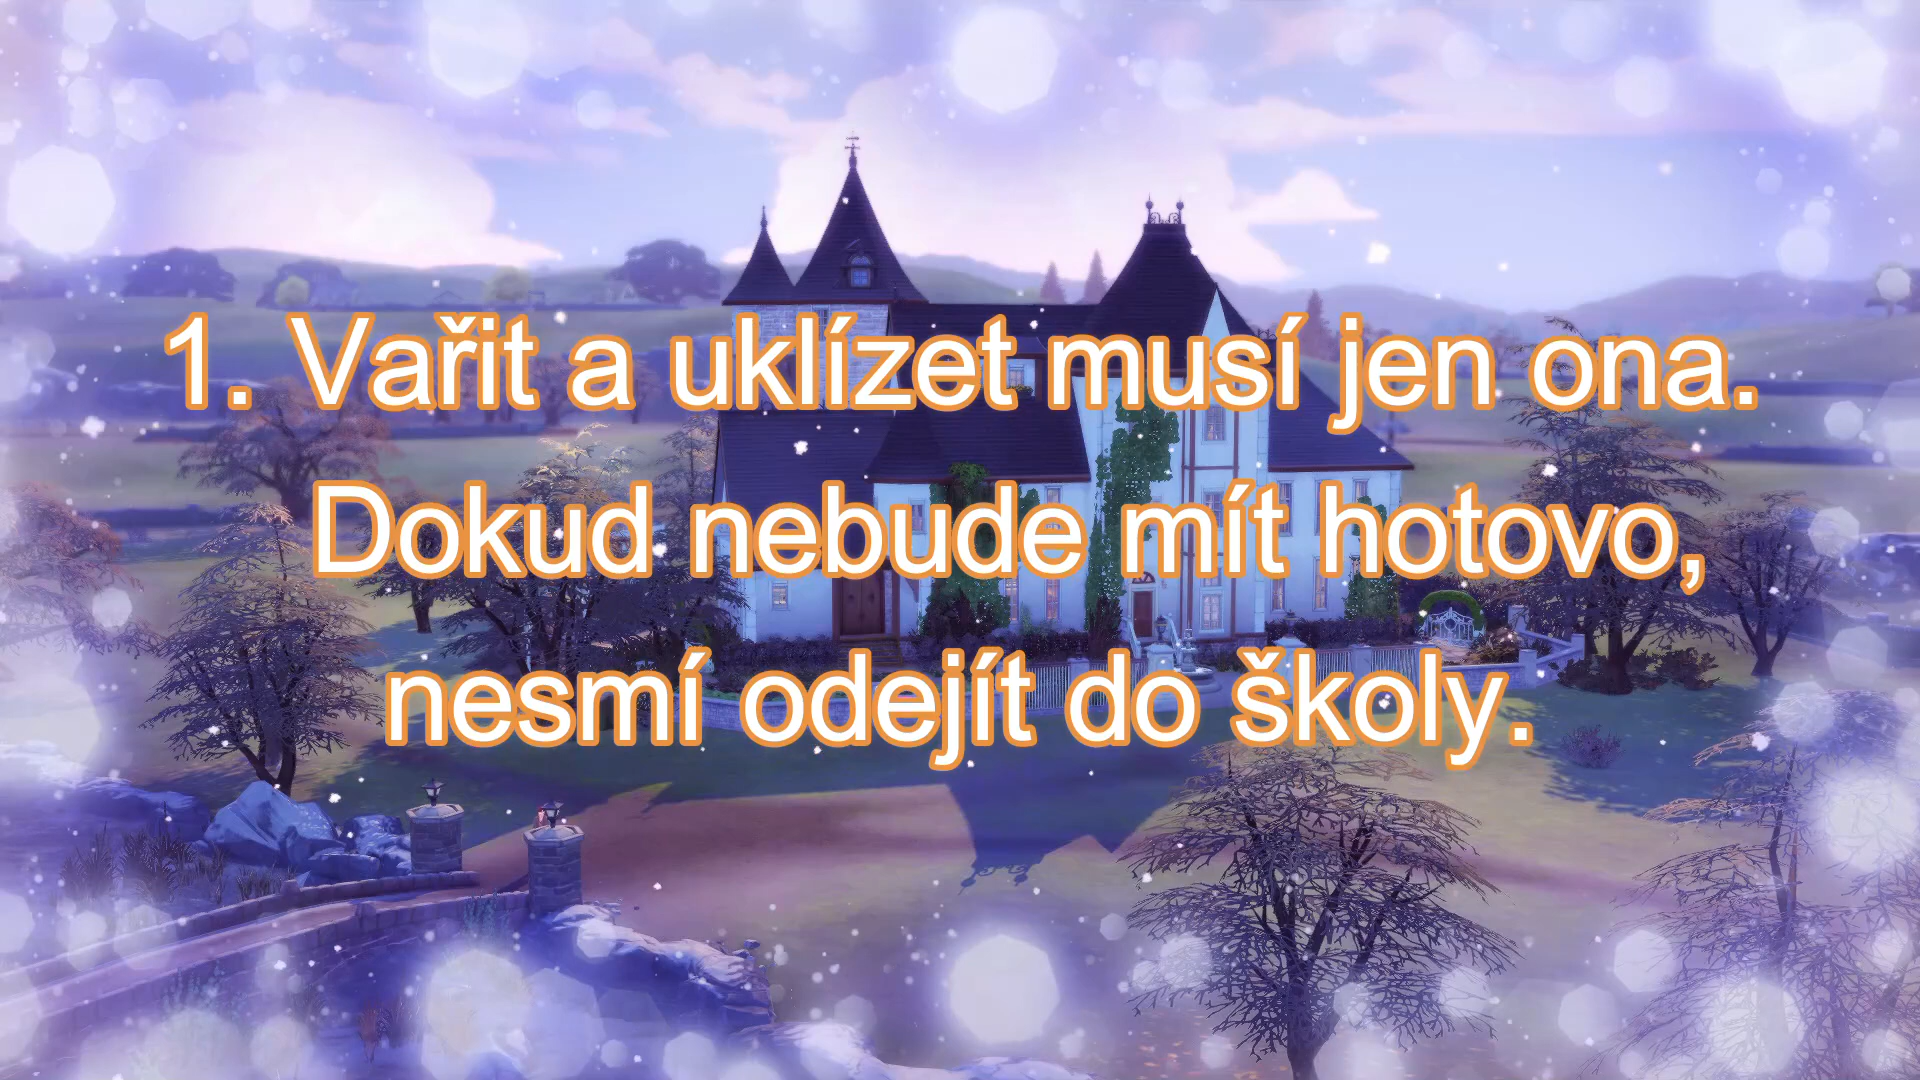 1. Vařit a uklízet musí jen ona.
Dokud nebude mít hotovo,
nesmí odejít do školy.